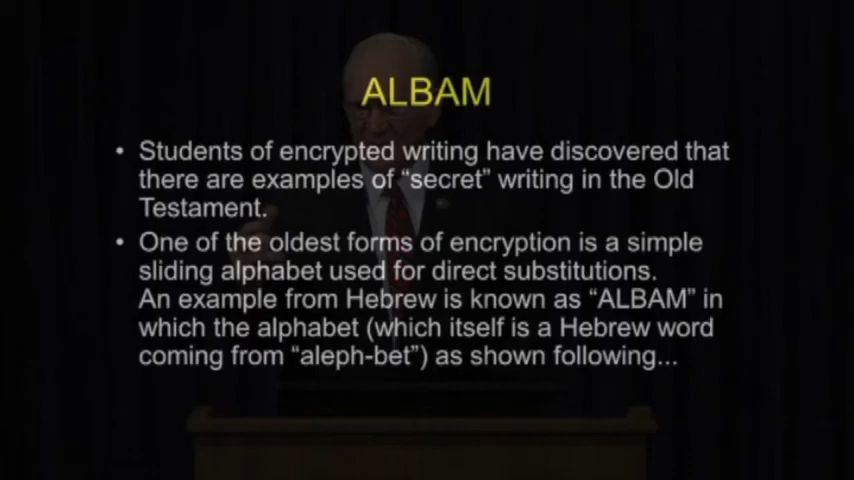 ALBAM
• Students of encrypted writing have discovered that
there are examples of “secret” writing in the Old
Testament.
• One of the oldest forms of encryption is a simple
sliding alphabet used for direct substitutions.
An example from Hebrew is known as “ALBAM” in
which the alphabet (which itself is a Hebrew word
coming from “aleph-bet”) as shown following...